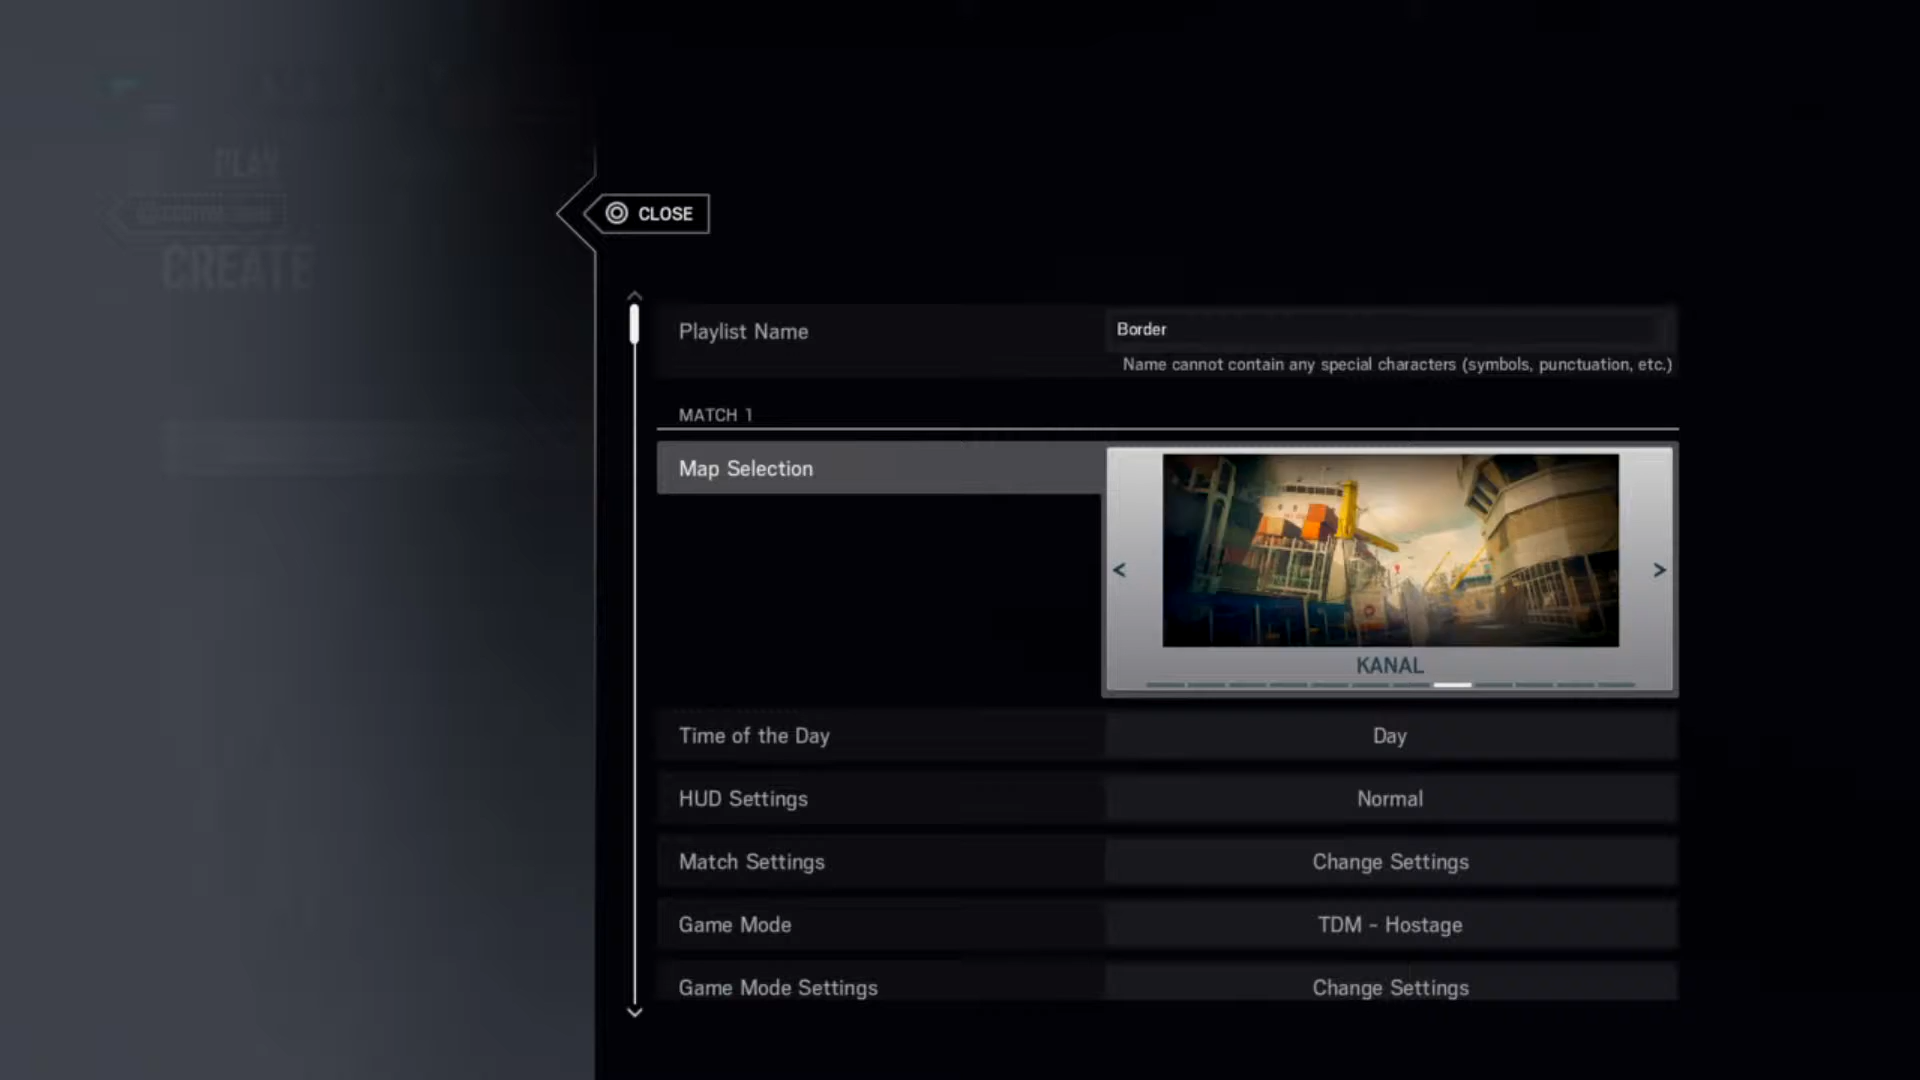 PLAY
CREATE
CLOSE
Playlist Name
Border
Name cannot contain any special characters (symbols, punctuation, etc.)
MATCH 1
Map Selection
<
>
KANAL
Time of the Day
Day
HUD Settings
Normal
Match Settings
Change Settings
Game Mode
TDM - Hostage
Game Mode Settings
Change Settings